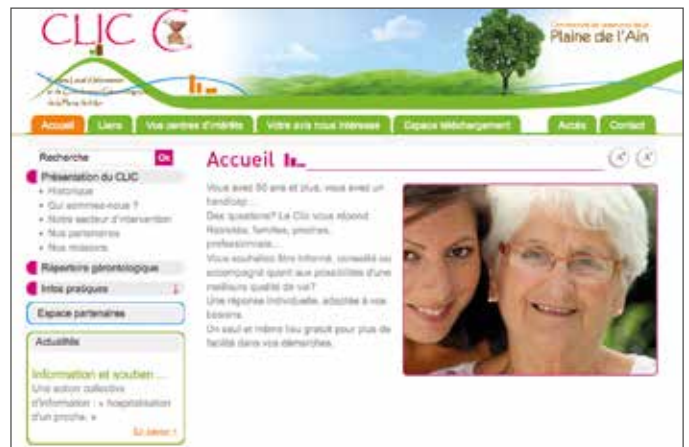 CLIC
Plaine de l'Ain
Accueil
Liens
Vos centres d'intérêts
Votre avis nous intéresse
Espace téléchargement
Accès
Contact
Recherche
Ok
Présentation du CLIC
Historique
Qui sommes-nous ?
Notre secteur d'intervention
Nos partenaires
Nos missions
Répertoire gérontologique
Infos pratiques
Espace partenaires
Actualités
Information et soutien ...
Une action collective
d'information : « hospitalisation
d'un proche. »
Accueil
Vous avez 60 ans et plus, vous avez un
handicap...
Des questions? Le Clic vous répond
familles, proches,
professionnels...
Vous souhaitez être informé, conseillé ou
accompagné quant aux possibilités d'une
meilleure qualité de vie?
Une réponse individuelle, adaptée à vos
besoins.
Un seul et même lieu gratuit pour plus de
facilité dans vos démarches.